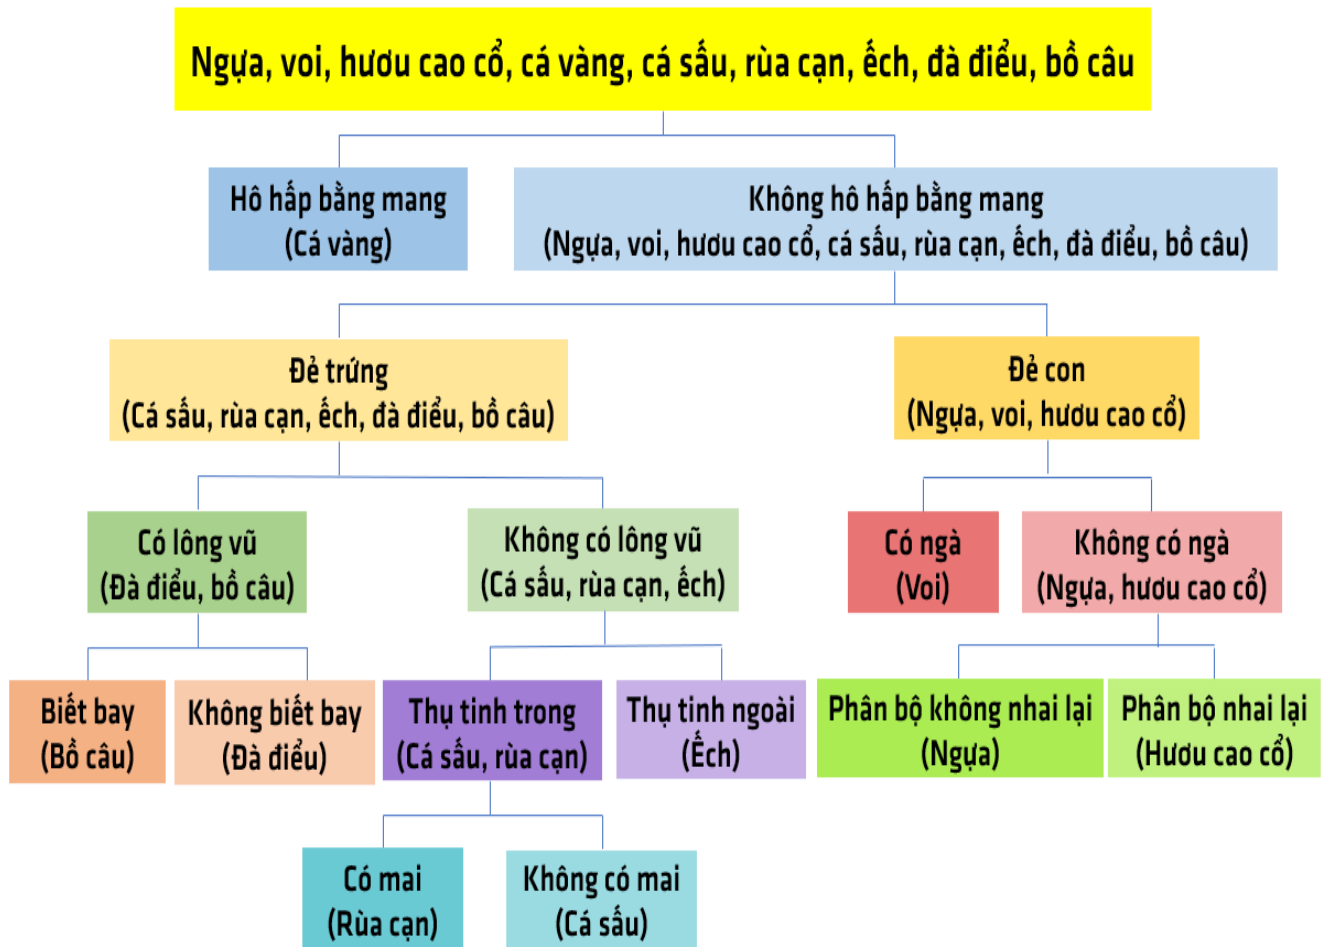 Ngựa, voi, hươu cao cổ, cá vàng, cá sấu, rùa cạn, ếch, đà điểu, bồ câu
Hô hấp bằng mang
(Cá vàng)
Không hô hấp bằng mang
(Ngựa, voi, hươu cao cổ, cá sấu, rùa cạn, ếch, đà điểu, bồ câu)
Đẻ trứng
(Cá sấu, rùa cạn, ếch, đà điểu, bồ câu)
Đẻ con
(Ngựa, voi, hươu cao cổ)
Có lông vũ
(Đà điểu, bồ câu)
Không có lông vũ
(Cá sấu, rùa cạn, ếch)
Có ngà
(Voi)
Không có ngà
(Ngựa, hươu cao cổ)
Biết bay
(Bồ câu)
Không biết bay
(Đà điểu)
Thụ tinh trong
(Cá sấu, rùa cạn)
Thụ tinh ngoài
(Ếch)
Phân bộ không nhai lại
(Ngựa)
Phân bộ nhai lại
(Hươu cao cổ)
Có mai
(Rùa cạn)
Không có mai
(Cá sấu)